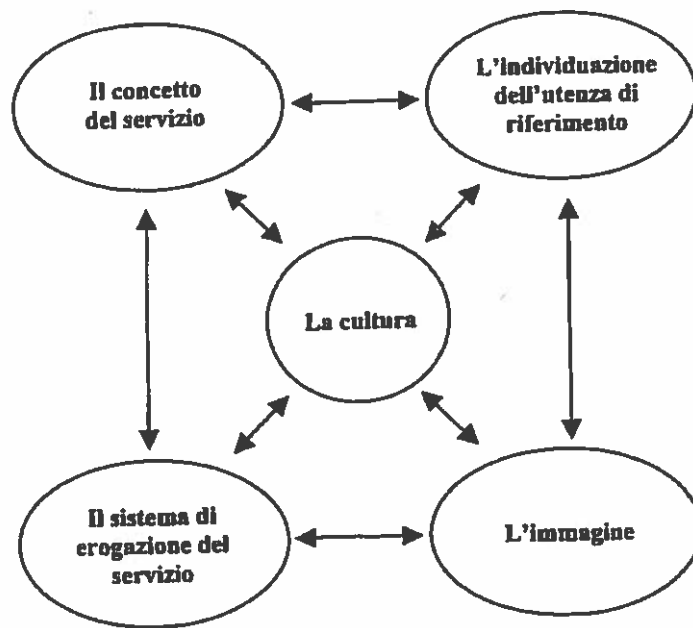 Il concetto
del servizio
L'individuazione
dell'utenza di
riferimento
La cultura
Il sistema di
erogazione del
servizio
L'immagine